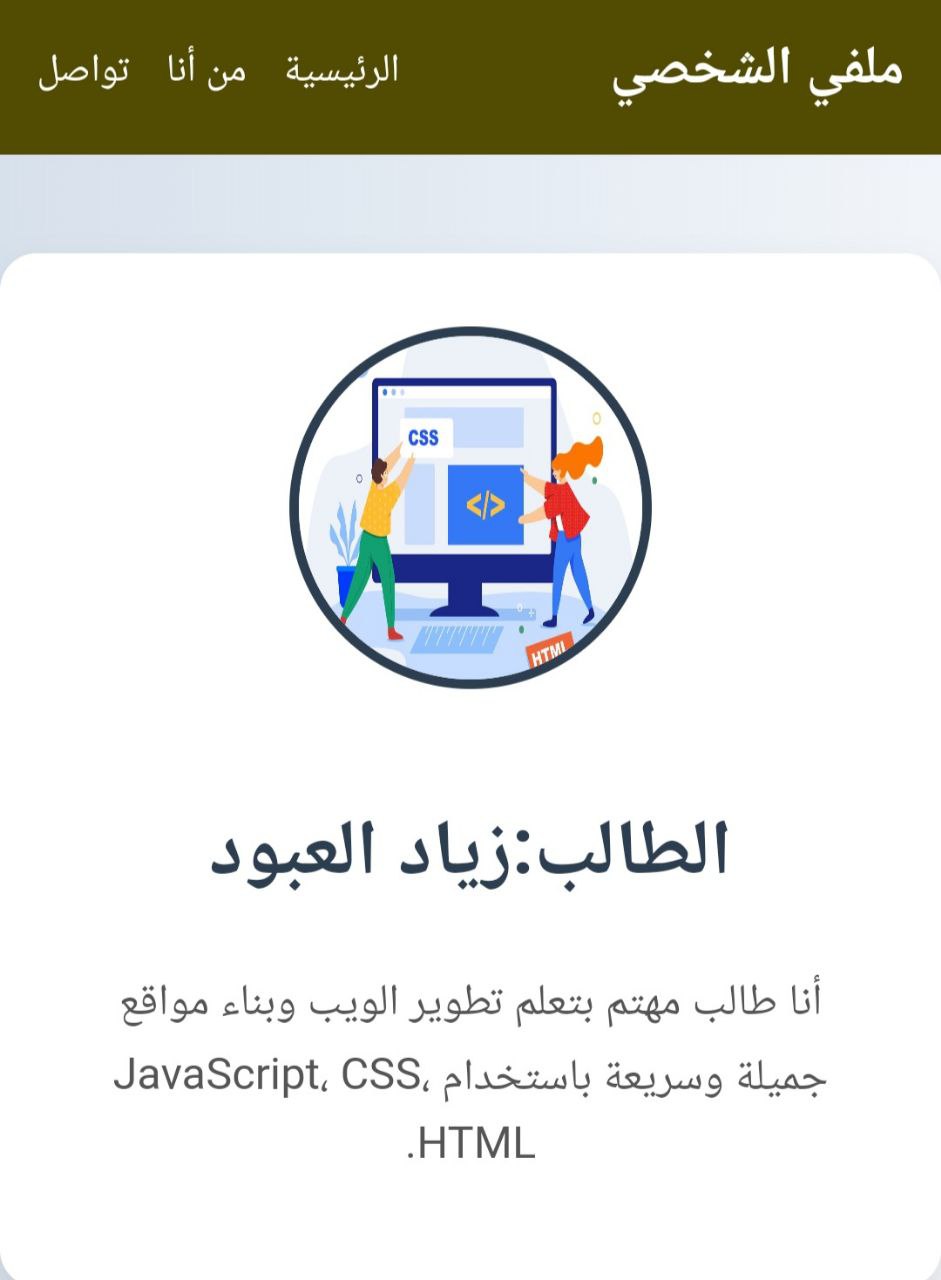 ملفي الشخصي
الرئيسية من أنا تواصل
CSS
</>
HTML
الطالب:زياد العبود
أنا طالب مهتم بتعلم تطوير الويب وبناء مواقع
جميلة وسريعة باستخدام JavaScript، CSS،
HTML.